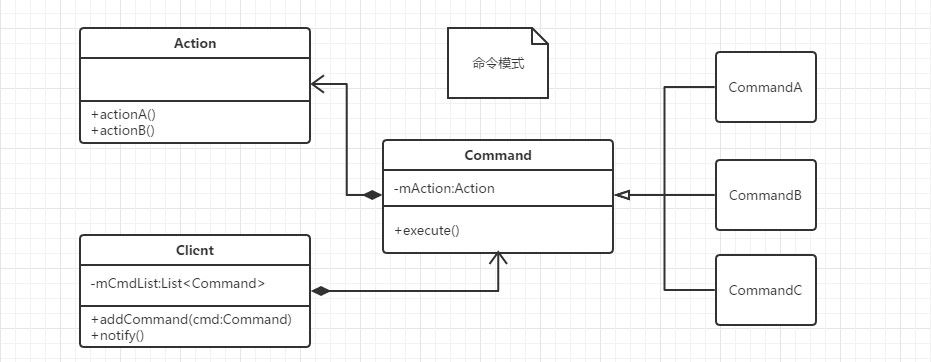 Action
+actionA()
+actionB()
命令模式
Command
-mAction:Action
+execute()
CommandA
CommandB
CommandC
Client
-mCmdList:List<Command>
+addCommand(cmd:Command)
+notify()